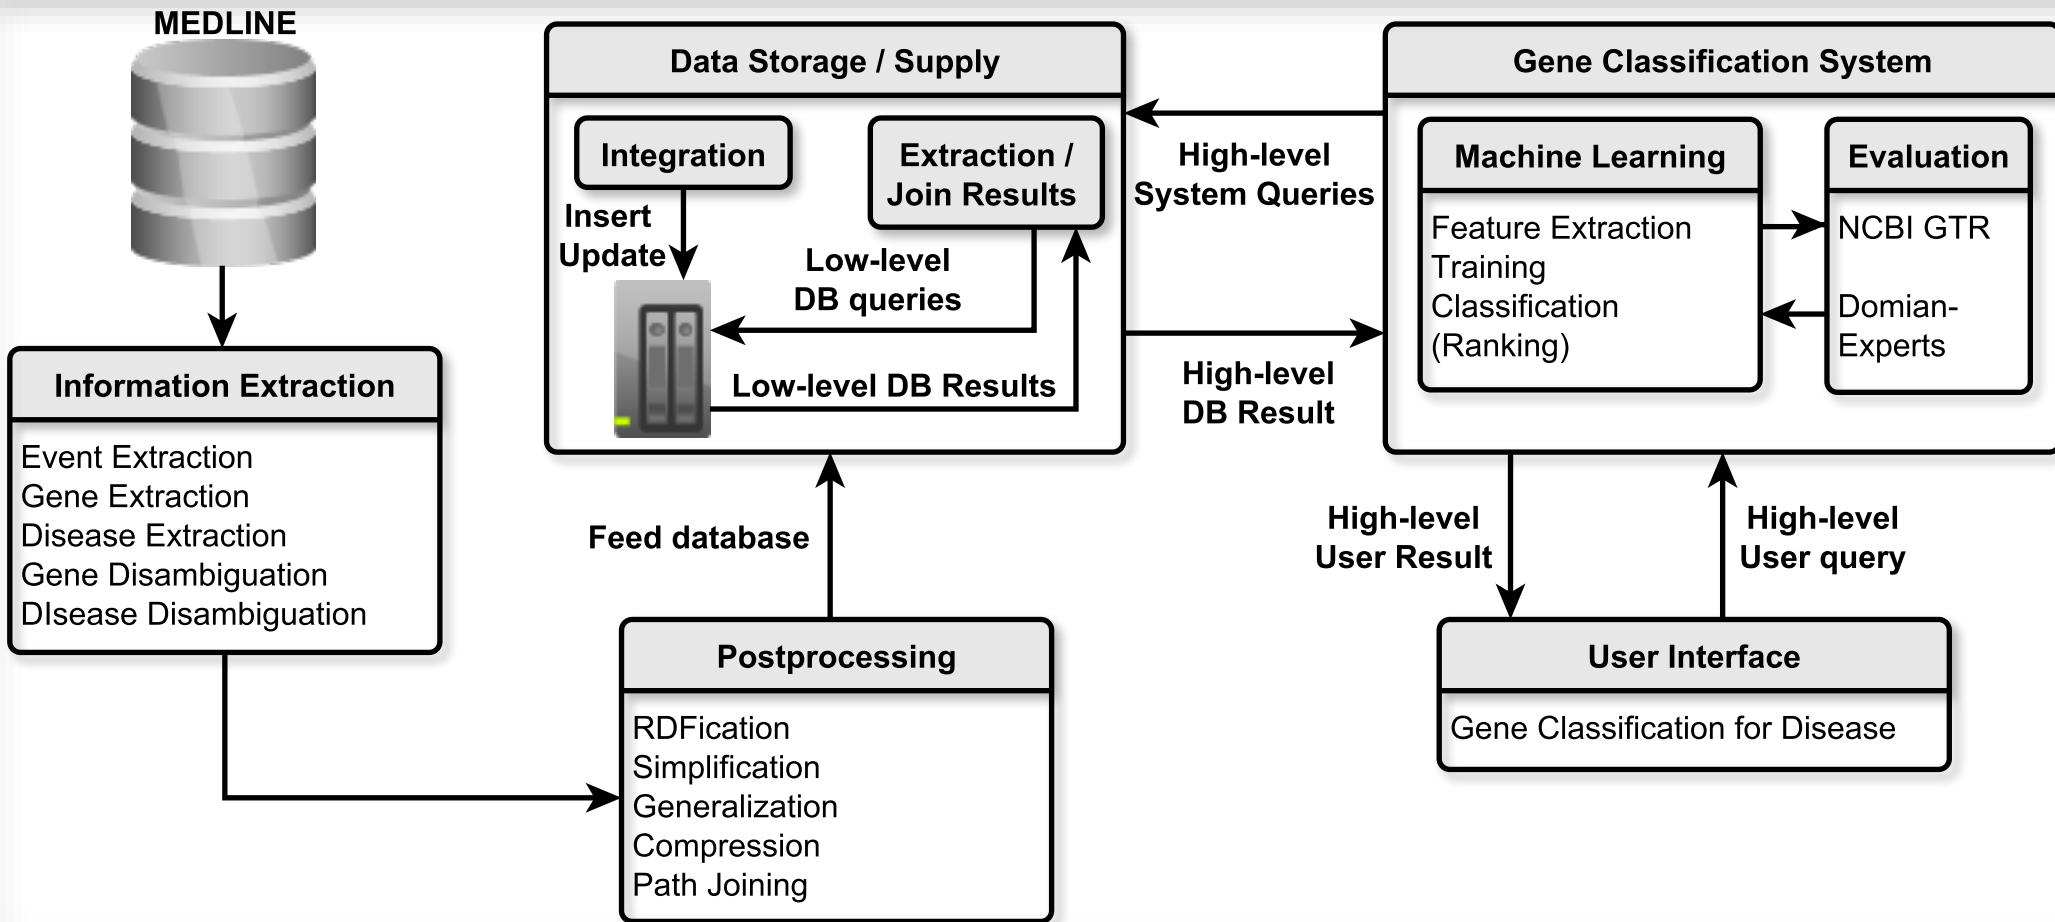 MEDLINE
Information Extraction
Event Extraction
Gene Extraction
Disease Extraction
Gene Disambiguation
DIsease Disambiguation
Data Storage / Supply
Integration
Extraction /
Join Results
Insert
Update
Low-level
DB queries
Low-level DB Results
Feed database
Postprocessing
RDFication
Simplification
Generalization
Compression
Path Joining
High-level
System Queries
High-level
DB Result
Gene Classification System
Machine Learning
Feature Extraction
Training
Classification
(Ranking)
Evaluation
NCBI GTR
Domian-
Experts
High-level
User Result
High-level
User query
User Interface
Gene Classification for Disease